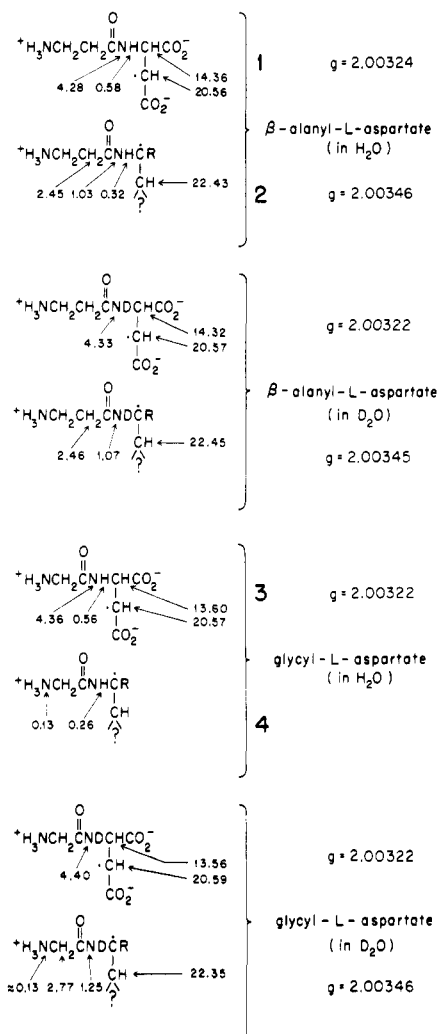 O
⁺H₃NCH₂CH₂CNHCHCO₂⁻ 1 g = 2.00324
·CH 14.36
4.28 0.58 20.56
CO₂⁻
β-alanyl-L-aspartate
(in H₂O)
O
⁺H₃NCH₂CH₂CNHĊR
CH 22.43
2.45 1.03 0.32 2 g = 2.00346
?
O
⁺H₃NCH₂CH₂CNDCHCO₂⁻
·CH 14.32 g = 2.00322
4.33 20.57
CO₂⁻
β-alanyl-L-aspartate
(in D₂O)
O
⁺H₃NCH₂CH₂CNDĊR
CH 22.45
2.46 1.07 g = 2.00345
?
O
⁺H₃NCH₂CNHCHCO₂⁻ 3 g = 2.00322
·CH 13.60
4.36 0.56 20.57
CO₂⁻
glycyl-L-aspartate
(in H₂O)
O
⁺H₃NCH₂CNHĊR
CH 4
0.13 0.26
?
O
⁺H₃NCH₂CNDCHCO₂⁻
·CH 13.56 g = 2.00322
4.40 20.59
CO₂⁻
glycyl-L-aspartate
(in D₂O)
O
⁺H₃NCH₂CNDĊR
CH 22.35
≈0.13 2.77 1.25 g = 2.00346
?